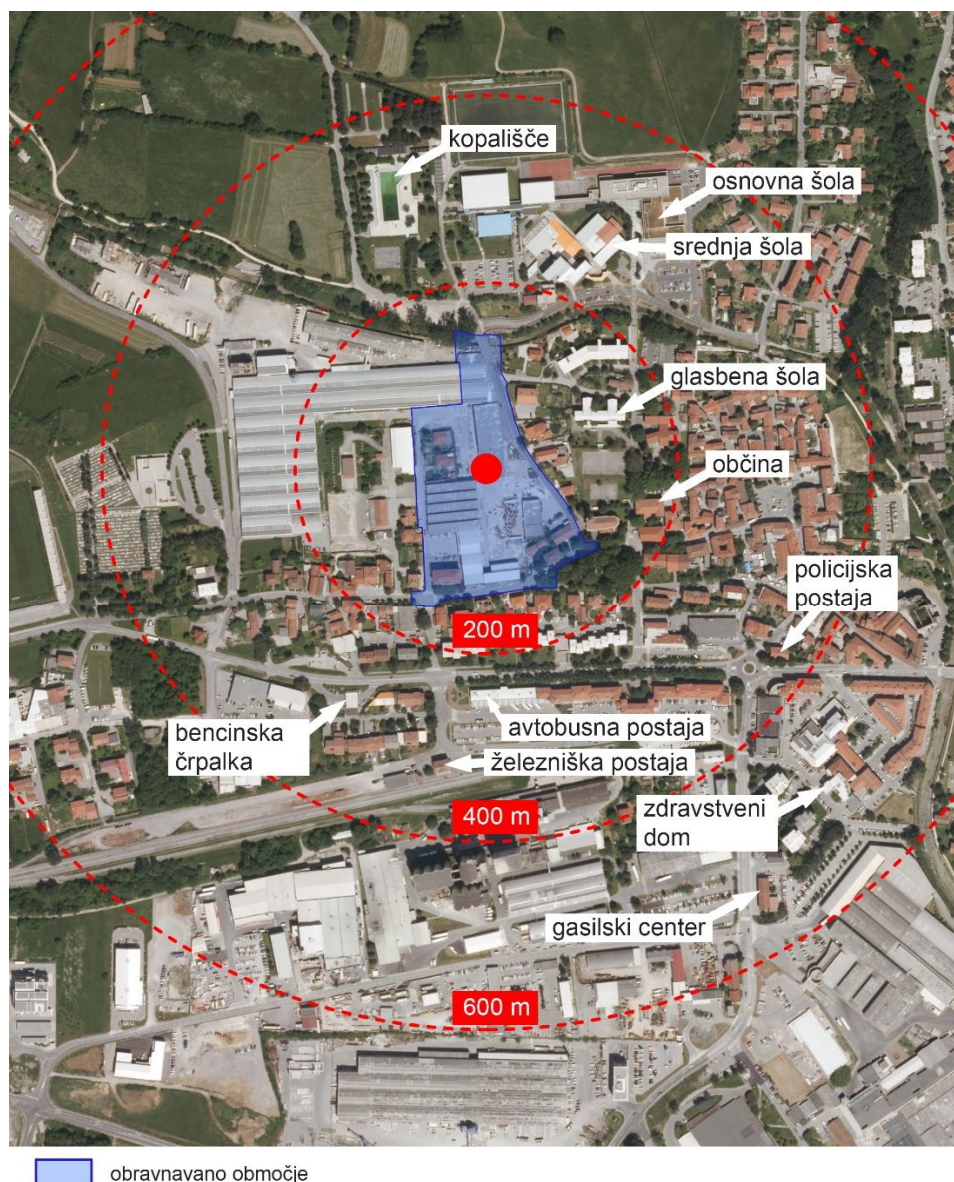 kopališče
osnovna šola
srednja šola
glasbena šola
občina
policijska
postaja
200 m
bencinska
črpalka
avtobusna postaja
železniška postaja
zdravstveni
dom
400 m
gasilski center
600 m
obravnavano območje